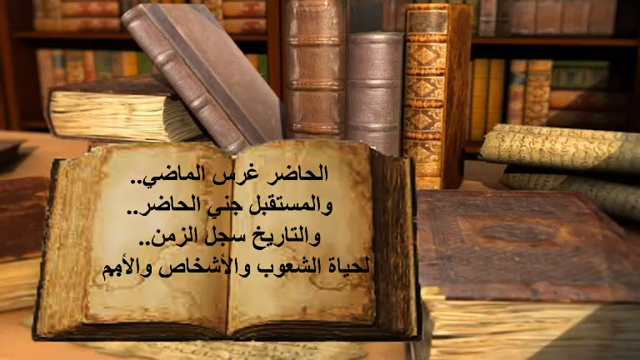 الحاضر غرس الماضي..
والمستقبل جني الحاضر..
والتاريخ سجل الزمن..
لحياة الشعوب والأشخاص والأمم